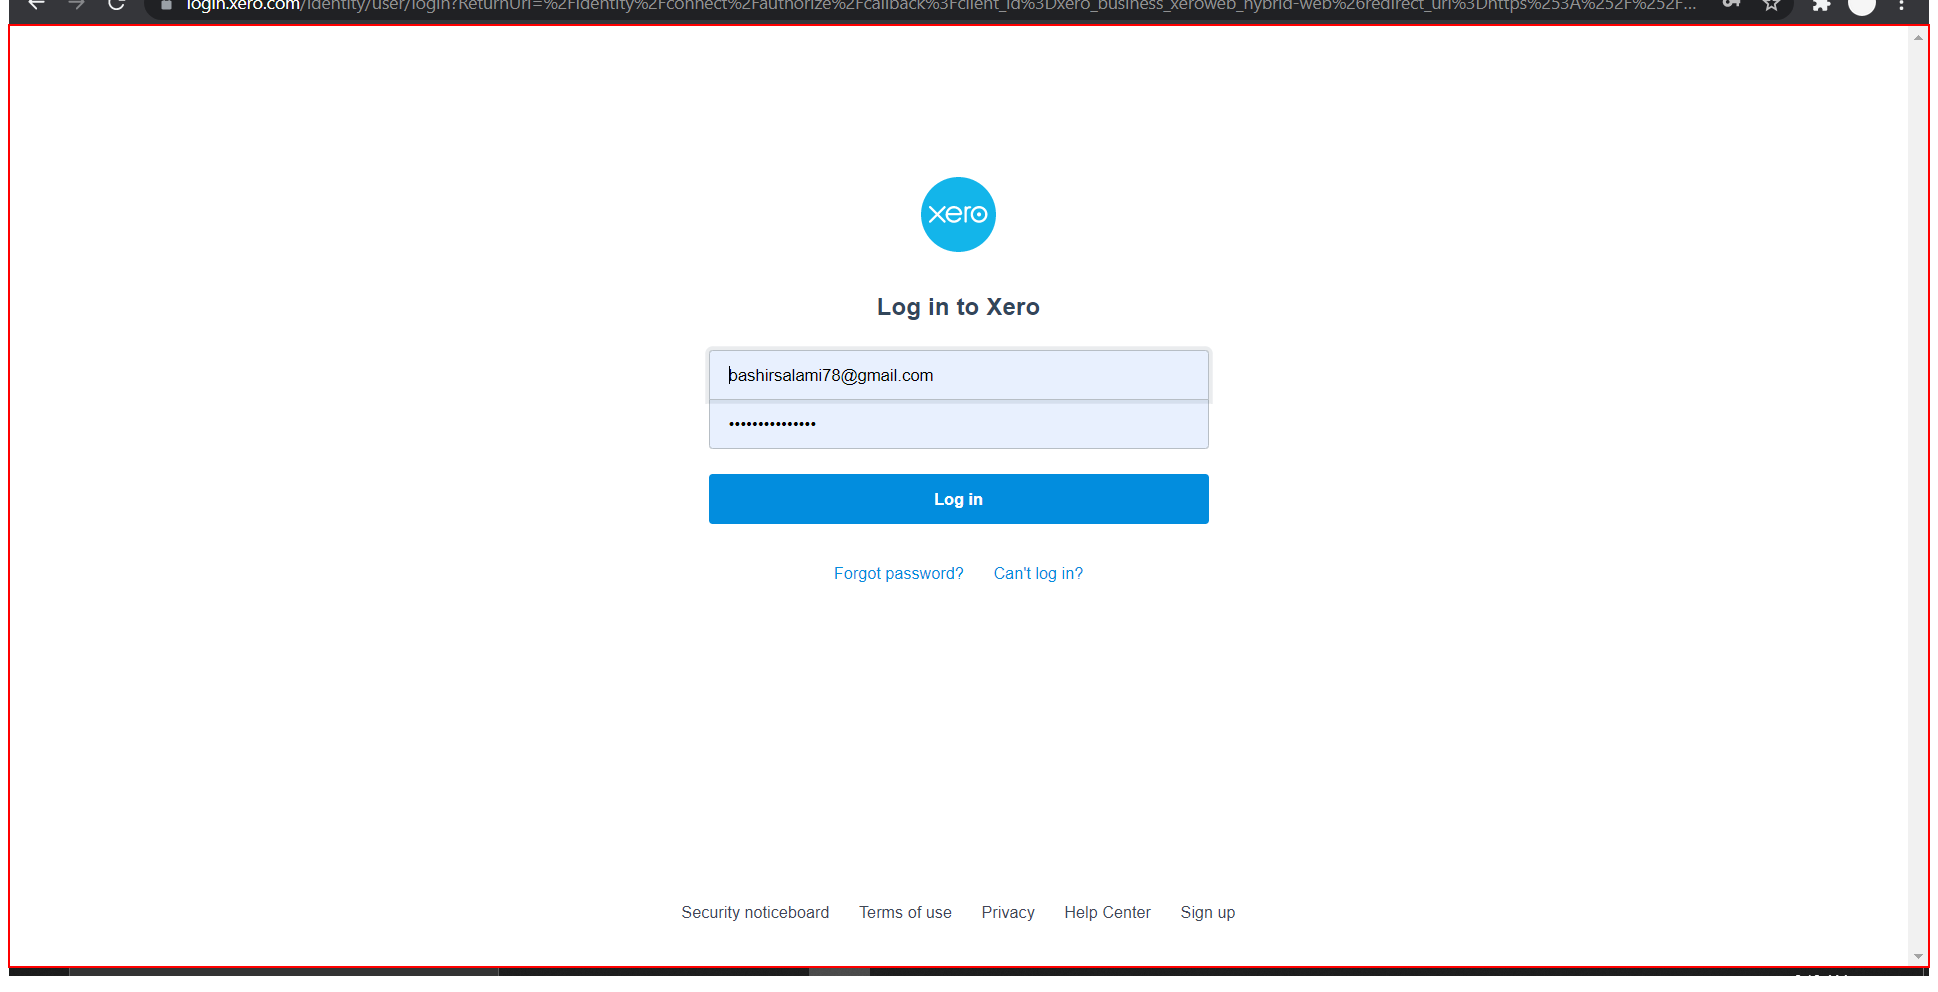 login.xero.com/identity/user/login?ReturnUrl=%2Fidentity%2Fconnect%2Fauthorize%2Fcallback%3Fclient_id%3Dxero_business_xeroweb_hybrid-web%26redirect_uri%3Dhttps%253A%252F%252F...
xero
Log in to Xero
bashirsalami78@gmail.com
•••••••••••••••
Log in
Forgot password? Can't log in?
Security noticeboard Terms of use Privacy Help Center Sign up